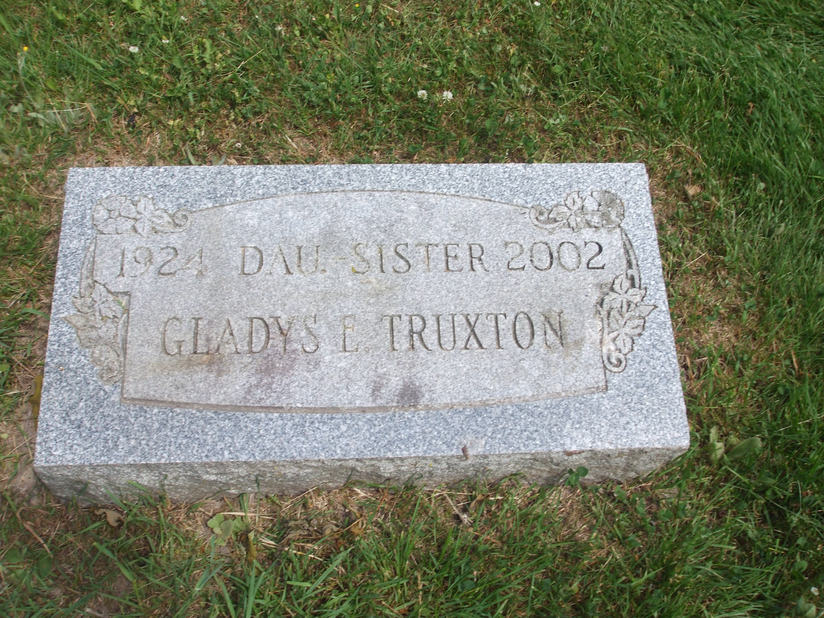 1924 DAU.-SISTER 2002
GLADYS E. TRUXTON